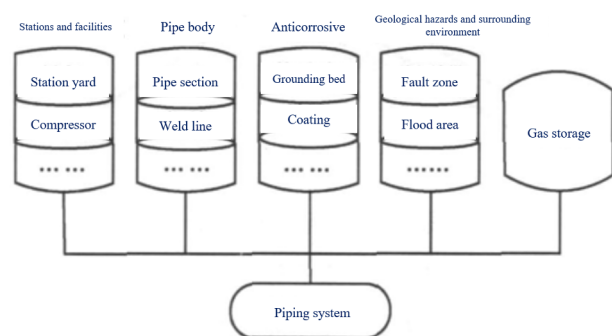 Stations and facilities
Pipe body
Anticorrosive
Geological hazards and surrounding
environment
Station yard
Pipe section
Grounding bed
Fault zone
Compressor
Weld line
Coating
Flood area
Gas storage
... ...
... ...
... ...
......
Piping system